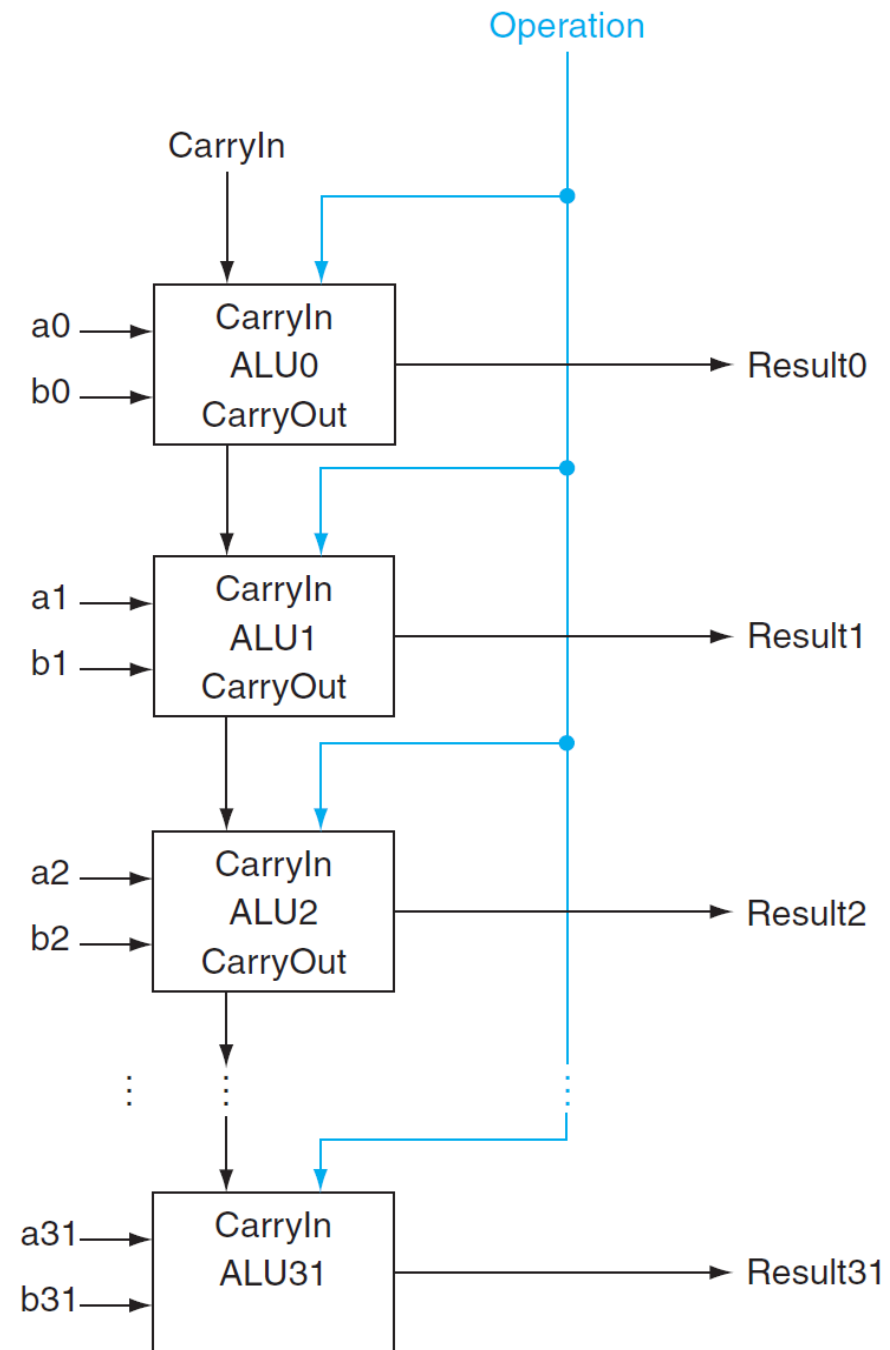 Operation
CarryIn
a0
b0
CarryIn
ALU0
CarryOut
Result0
a1
b1
CarryIn
ALU1
CarryOut
Result1
a2
b2
CarryIn
ALU2
CarryOut
Result2
a31
b31
CarryIn
ALU31
Result31